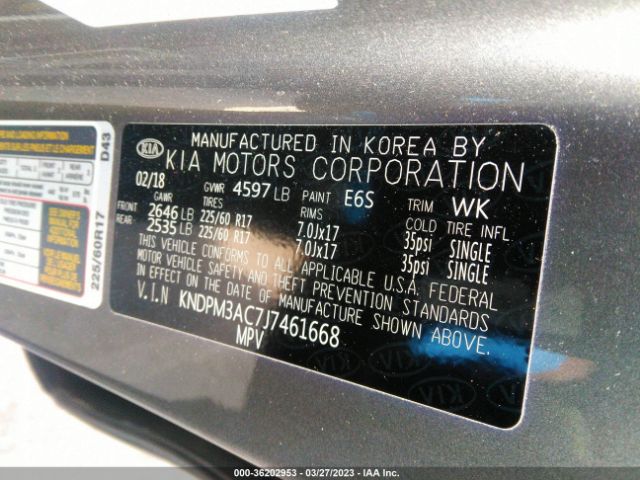 MANUFACTURED IN KOREA BY
KIA KIA MOTORS CORPORATION
02/18 GVWR 4597 LB PAINT E6S TRIM WK
GAWR TIRES RIMS COLD TIRE INFL.
FRONT 2646 LB 225/60 R17 7.0Jx17 35psi SINGLE
REAR 2535 LB 225/60 R17 7.0Jx17 35psi SINGLE
THIS VEHICLE CONFORMS TO ALL APPLICABLE U.S.A. FEDERAL
MOTOR VEHICLE SAFETY AND THEFT PREVENTION STANDARDS
IN EFFECT ON THE DATE OF MANUFACTURE SHOWN ABOVE.
V.I.N KNDPM3AC7J7461668
MPV
D43
225/60R17
000-36202953 - 03/27/2023 - IAAI.COM